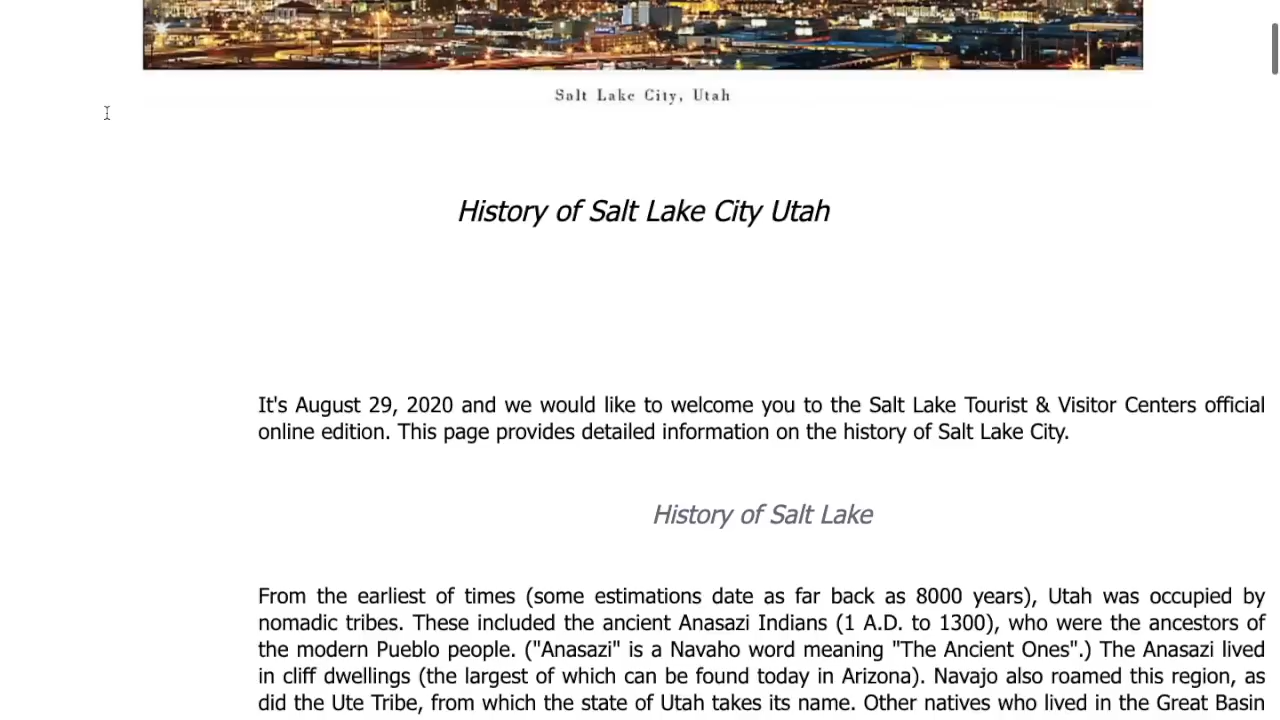 Salt Lake City, Utah
History of Salt Lake City Utah
It's August 29, 2020 and we would like to welcome you to the Salt Lake Tourist & Visitor Centers official
online edition. This page provides detailed information on the history of Salt Lake City.
History of Salt Lake
From the earliest of times (some estimations date as far back as 8000 years), Utah was occupied by
nomadic tribes. These included the ancient Anasazi Indians (1 A.D. to 1300), who were the ancestors of
the modern Pueblo people. ("Anasazi" is a Navaho word meaning "The Ancient Ones".) The Anasazi lived
in cliff dwellings (the largest of which can be found today in Arizona). Navajo also roamed this region, as
did the Ute Tribe, from which the state of Utah takes its name. Other natives who lived in the Great Basin